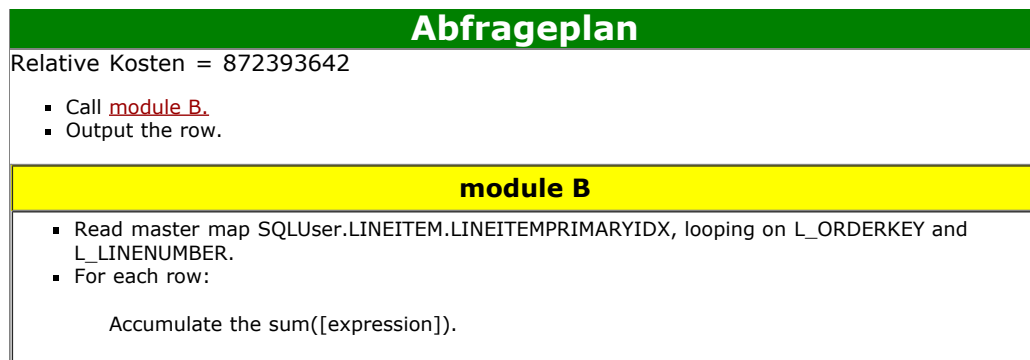 Abfrageplan
Relative Kosten = 872393642
Call module B.
Output the row.
module B
Read master map SQLUser.LINEITEM.LINEITEMPRIMARYIDX, looping on L_ORDERKEY and
L_LINENUMBER.
For each row:
Accumulate the sum([expression]).